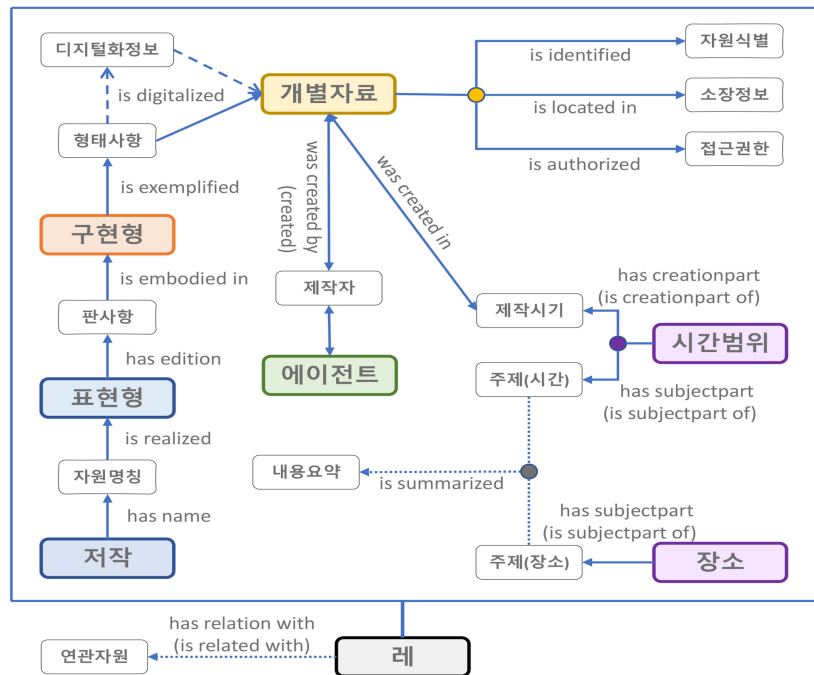 디지털화정보
is digitalized
형태사항
is exemplified
구현형
is embodied in
판사항
has edition
표현형
is realized
자원명칭
has name
저작
개별자료
was created by
(created)
제작자
에이전트
was created in
is identified
자원식별
is located in
소장정보
is authorized
접근권한
has creationpart
(is creationpart of)
제작시기
시간범위
주제(시간)
has subjectpart
(is subjectpart of)
내용요약
is summarized
has subjectpart
(is subjectpart of)
주제(장소)
장소
has relation with
(is related with)
연관자원
레